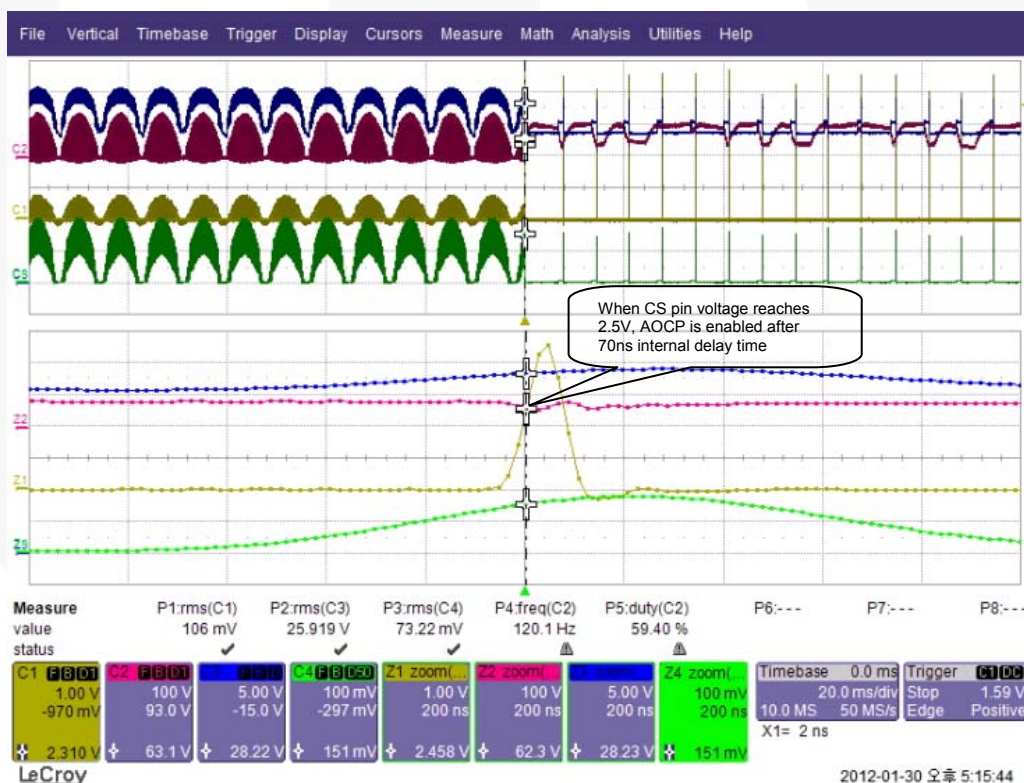 File Vertical Timebase Trigger Display Cursors Measure Math Analysis Utilities Help
C2
C1
When CS pin voltage reaches
2.5V, AOCP is enabled after
70ns internal delay time
Z2
Z1
Measure P1:rms(C1) P2:rms(C3) P3:rms(C4) P4:freq(C2) P5:duty(C2) P6:--- P7:--- P8:---
value 106 mV 25.919 V 73.22 mV 120.1 Hz 59.40 %
status
C1 F B D1 C2 F B D1 C4 F B D50 Z1 zoom(... Z2 zoom(... Z4 zoom(... Timebase 0.0 ms Trigger C1 DC
1.00 V 100 V 5.00 V 100 mV 1.00 V 100 V 5.00 V 100 mV 20.0 ms/div Stop 1.59 V
-970 mV 93.0 V -15.0 V -297 mV 200 ns 200 ns 200 ns 200 ns 10.0 MS 50 MS/s Edge Positive
X1= 2 ns
2.310 V 63.1 V 28.22 V 151 mV 2.458 V 62.3 V 28.23 V 151 mV
LeCroy 2012-01-30 오후 5:15:44